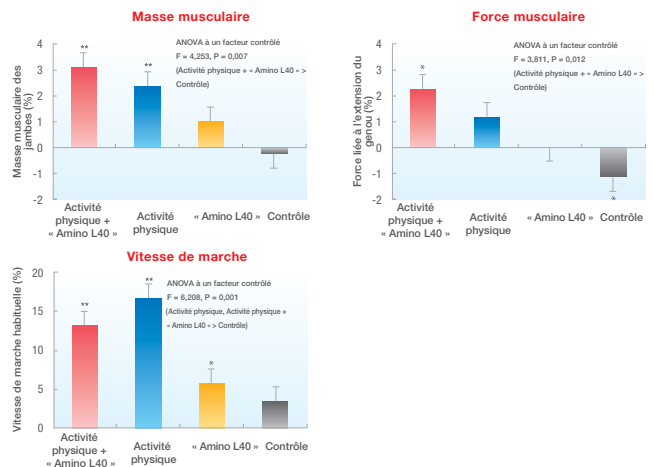 Masse musculaire
Masse musculaire des
jambes (%)
4
3
2
1
0
-1
-2
**
**
ANOVA à un facteur contrôlé
F = 4,253, P = 0,007
(Activité physique + « Amino L40 » >
Contrôle)
Activité
physique +
« Amino L40 »
Activité
physique
« Amino L40 »
Contrôle
Force musculaire
Force liée à l'extension du
genou (%)
4
3
2
1
0
-1
-2
*
*
ANOVA à un facteur contrôlé
F = 3,811, P = 0,012
(Activité physique + « Amino L40 » >
Contrôle)
Activité
physique +
« Amino L40 »
Activité
physique
« Amino L40 »
Contrôle
Vitesse de marche
Vitesse de marche habituelle (%)
20
15
10
5
0
**
**
*
ANOVA à un facteur contrôlé
F = 6,208, P = 0,001
(Activité physique, Activité physique +
« Amino L40 » > Contrôle)
Activité
physique +
« Amino L40 »
Activité
physique
« Amino L40 »
Contrôle